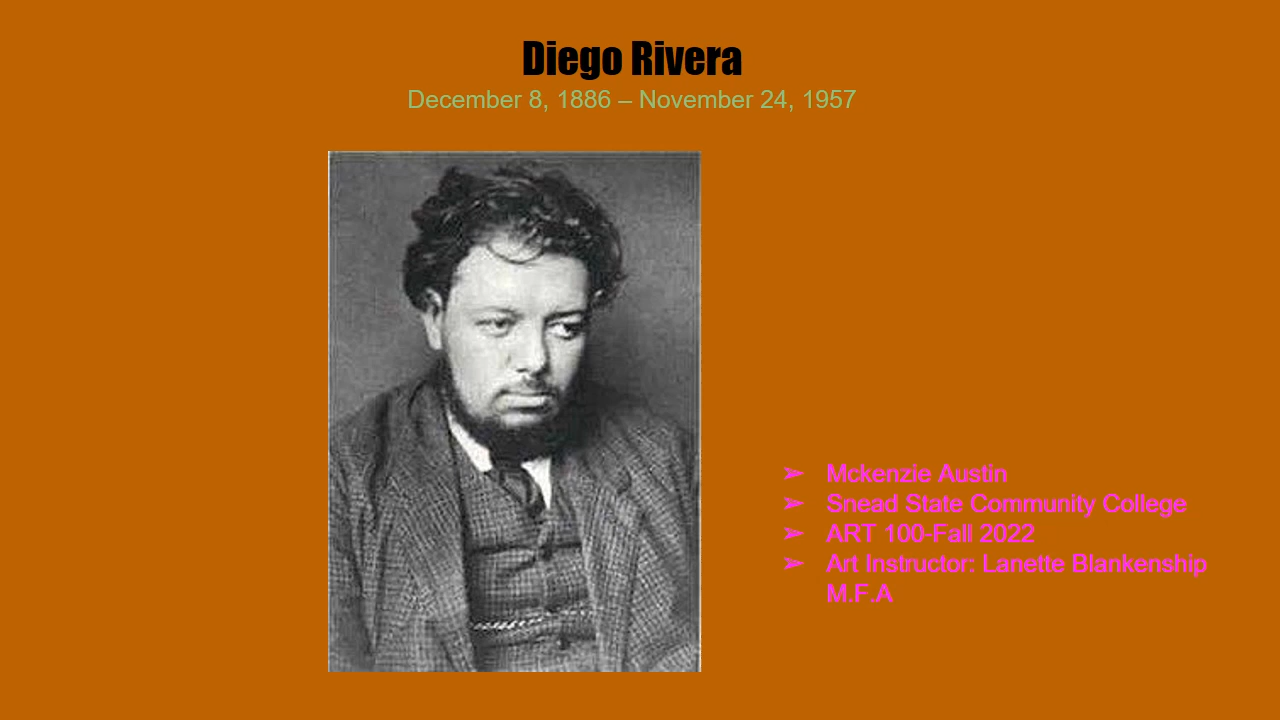 Diego Rivera
December 8, 1886 – November 24, 1957
➢ Mckenzie Austin
➢ Snead State Community College
➢ ART 100-Fall 2022
➢ Art Instructor: Lanette Blankenship
M.F.A